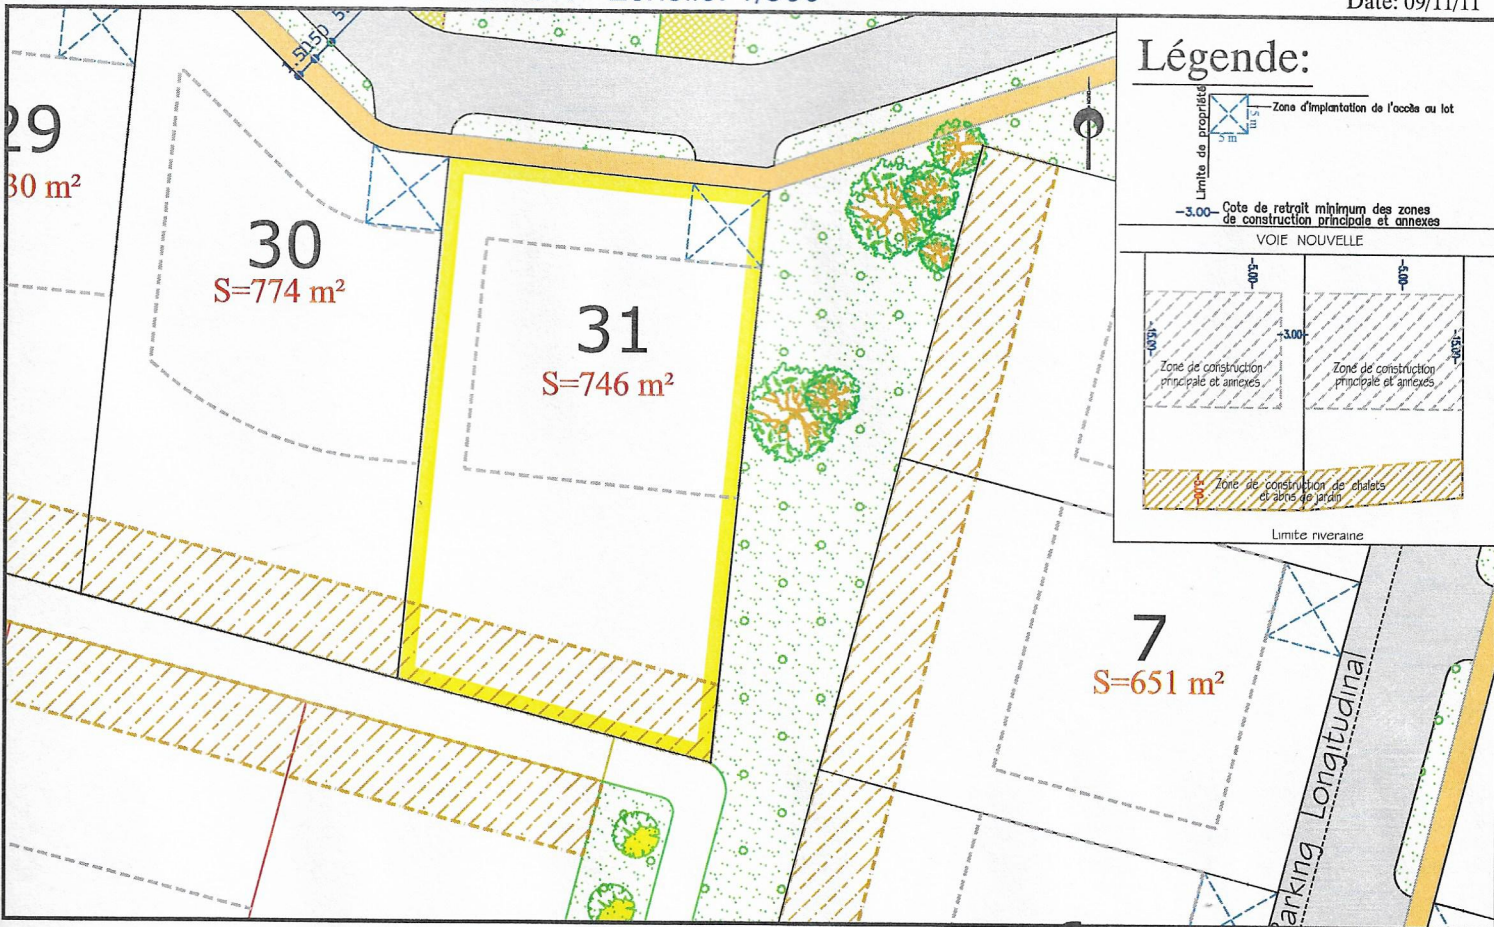 Date: 09/11/11
Légende:
Limite de propriété
Zone d'implantation de l'accès au lot
5 m
5 m
-3.00-
Cote de retrait minimum des zones
de construction principale et annexes
VOIE NOUVELLE
-5.00-
-5.00-
-15.00-
-3.00-
-15.00-
Zone de construction
principale et annexes
Zone de construction
principale et annexes
-5.00-
Zone de construction de chalets
et abris de jardin
Limite riveraine
1.50
1.50
29
30 m²
30
S=774 m²
31
S=746 m²
7
S=651 m²
Parking Longitudinal